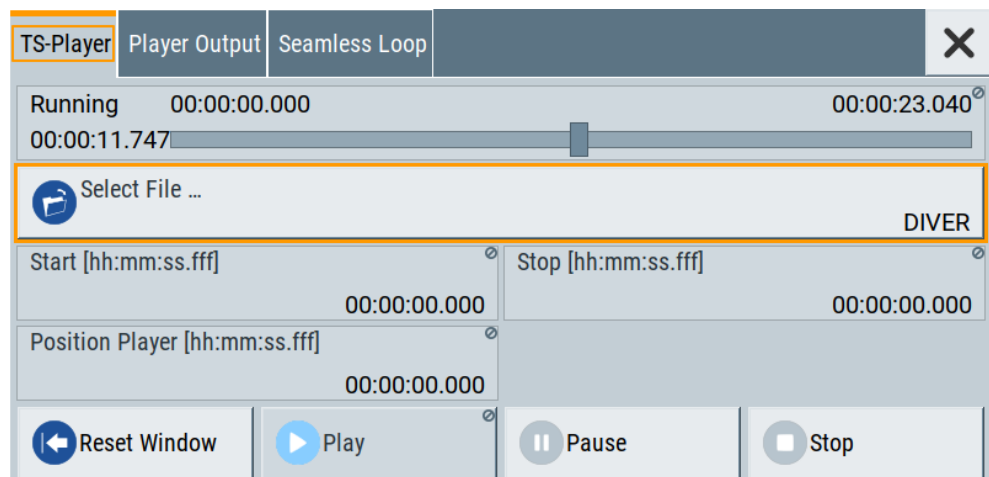 TS-Player Player Output Seamless Loop
Running 00:00:00.000 00:00:23.040
00:00:11.747
Select File ...
DIVER
Start [hh:mm:ss.fff] Stop [hh:mm:ss.fff]
00:00:00.000 00:00:00.000
Position Player [hh:mm:ss.fff]
00:00:00.000
Reset Window Play Pause Stop